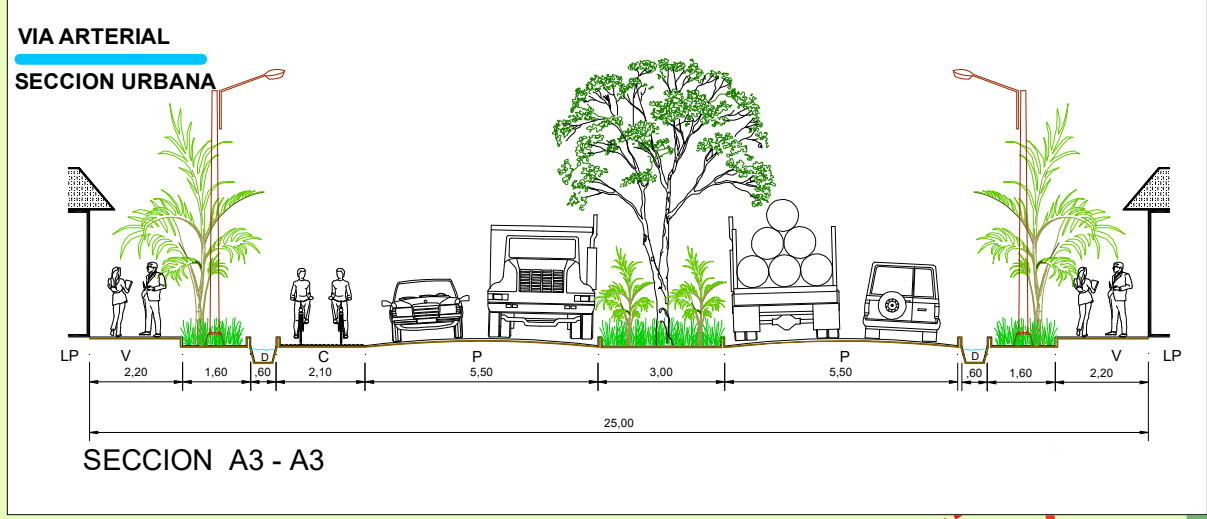 VIA ARTERIAL
SECCION URBANA
LP V D C P P D V LP
2,20 1,60 ,60 2,10 5,50 3,00 5,50 ,60 1,60 2,20
25,00
SECCION A3 - A3